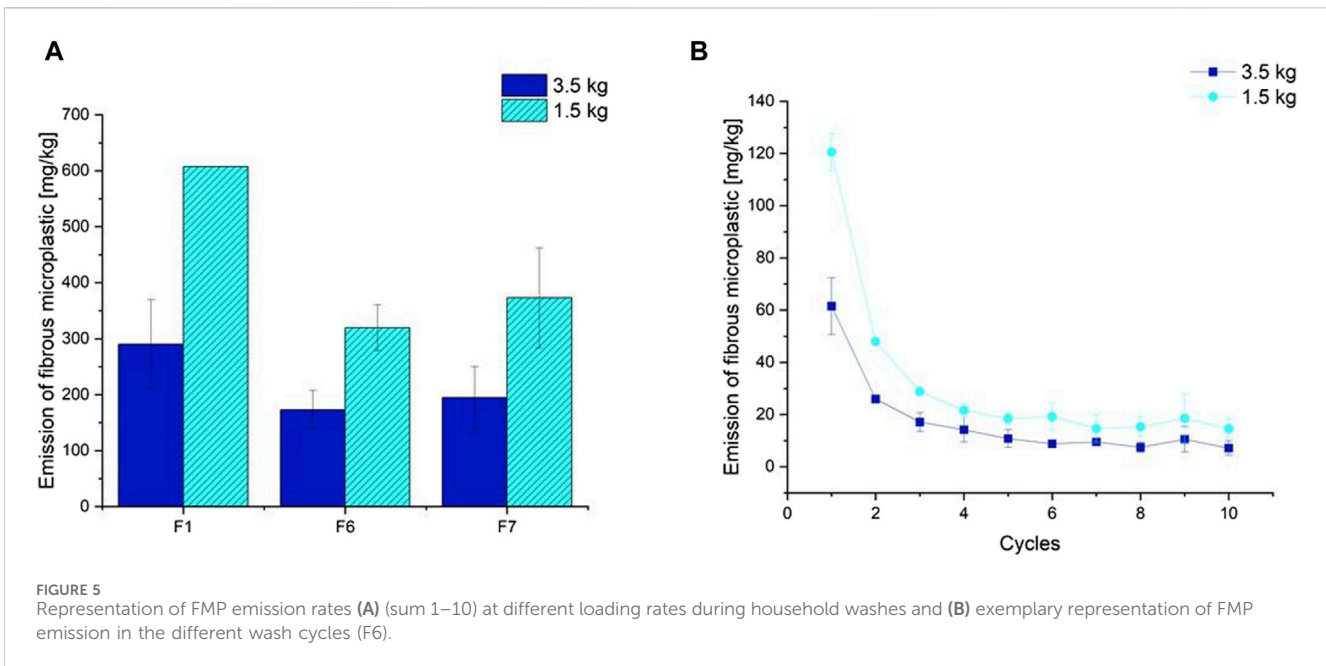 A
3.5 kg
1.5 kg
Emission of fibrous microplastic [mg/kg]
700
600
500
400
300
200
100
0
F1 F6 F7
B
3.5 kg
1.5 kg
Emission of fibrous microplastic [mg/kg]
140
120
100
80
60
40
20
0
0 2 4 6 8 10
Cycles
FIGURE 5
Representation of FMP emission rates (A) (sum 1–10) at different loading rates during household washes and (B) exemplary representation of FMP
emission in the different wash cycles (F6).